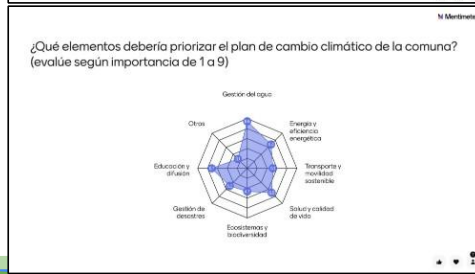 Mentimeter
¿Qué elementos debería priorizar el plan de cambio climático de la comuna?
(evalúe según importancia de 1 a 9)
Gestión del agua
Otros
Energía y
eficiencia
energética
Educación y
difusión
Transporte y
movilidad
sostenible
Gestión de
desastres
Salud y calidad
de vida
Ecosistemas y
biodiversidad